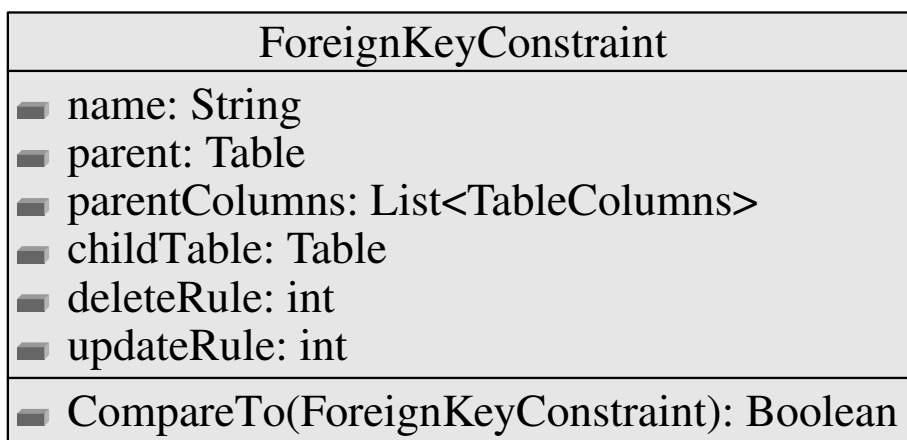 ForeignKeyConstraint
name: String
parent: Table
parentColumns: List<TableColumns>
childTable: Table
deleteRule: int
updateRule: int
CompareTo(ForeignKeyConstraint): Boolean